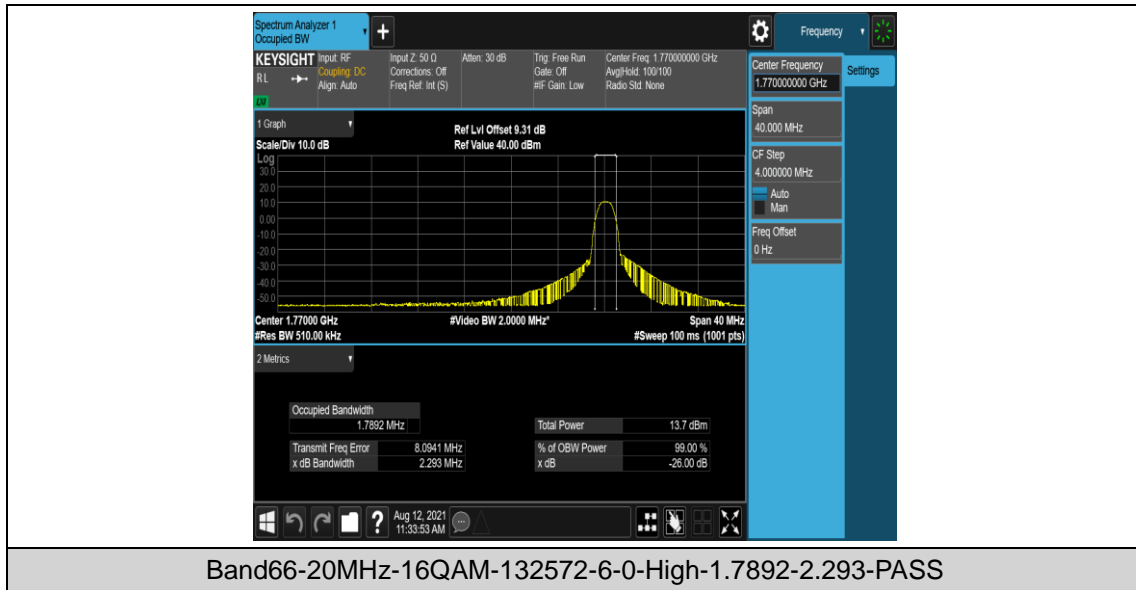 Spectrum Analyzer 1
Occupied BW
+
Frequency
KEYSIGHT
RL
LXI
Input: RF
Coupling: DC
Align: Auto
Input Z: 50 Ω
Corrections: Off
Freq Ref: Int (S)
Atten: 30 dB
Trig: Free Run
Gate: Off
#IF Gain: Low
Center Freq: 1.770000000 GHz
Avg|Hold: 100/100
Radio Std: None
Center Frequency
1.770000000 GHz
Settings
Span
40.000 MHz
CF Step
4.000000 MHz
Auto
Man
Freq Offset
0 Hz
1 Graph
Ref Lvl Offset 9.31 dB
Scale/Div 10.0 dB
Ref Value 40.00 dBm
Log
30.0
20.0
10.0
0.00
-10.0
-20.0
-30.0
-40.0
-50.0
Center 1.77000 GHz
#Video BW 2.0000 MHz*
Span 40 MHz
#Res BW 510.00 kHz
#Sweep 100 ms (1001 pts)
2 Metrics
Occupied Bandwidth
1.7892 MHz
Total Power 13.7 dBm
Transmit Freq Error 8.0941 MHz
% of OBW Power 99.00 %
x dB Bandwidth 2.293 MHz
x dB -26.00 dB
?
Aug 12, 2021
11:33:53 AM
Band66-20MHz-16QAM-132572-6-0-High-1.7892-2.293-PASS